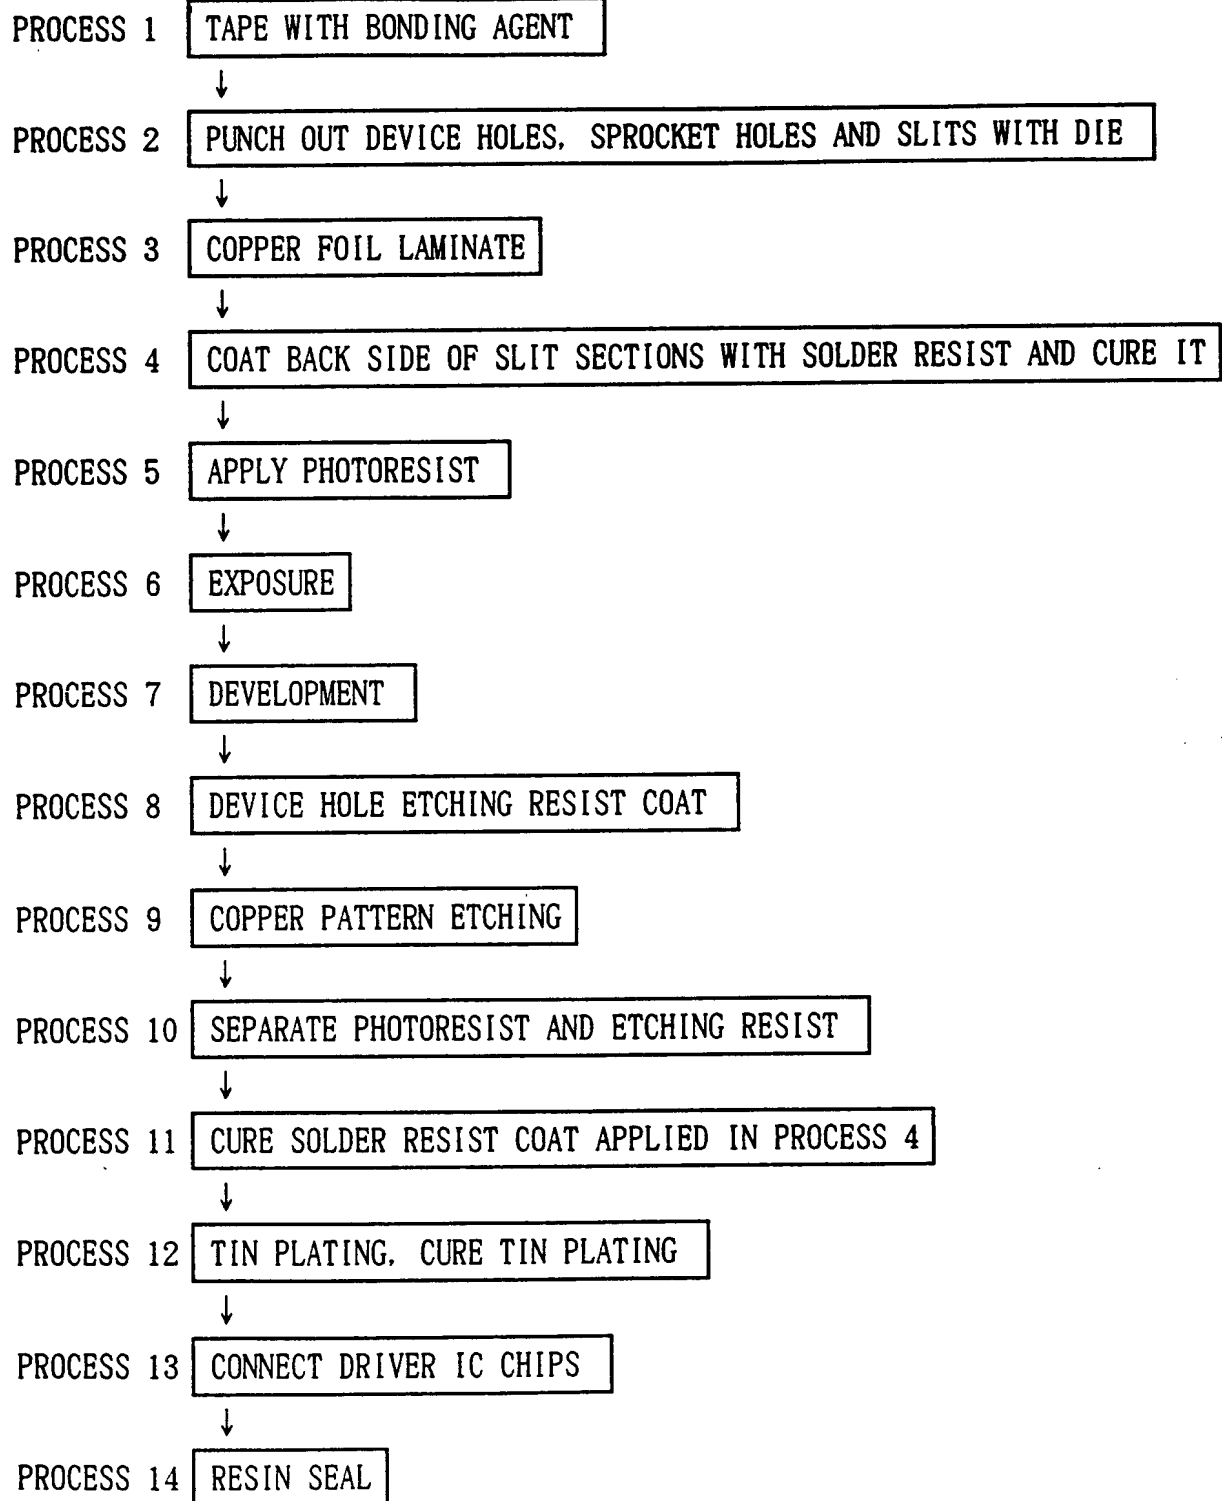 PROCESS 1 TAPE WITH BONDING AGENT
↓
PROCESS 2 PUNCH OUT DEVICE HOLES, SPROCKET HOLES AND SLITS WITH DIE
↓
PROCESS 3 COPPER FOIL LAMINATE
↓
PROCESS 4 COAT BACK SIDE OF SLIT SECTIONS WITH SOLDER RESIST AND CURE IT
↓
PROCESS 5 APPLY PHOTORESIST
↓
PROCESS 6 EXPOSURE
↓
PROCESS 7 DEVELOPMENT
↓
PROCESS 8 DEVICE HOLE ETCHING RESIST COAT
↓
PROCESS 9 COPPER PATTERN ETCHING
↓
PROCESS 10 SEPARATE PHOTORESIST AND ETCHING RESIST
↓
PROCESS 11 CURE SOLDER RESIST COAT APPLIED IN PROCESS 4
↓
PROCESS 12 TIN PLATING, CURE TIN PLATING
↓
PROCESS 13 CONNECT DRIVER IC CHIPS
↓
PROCESS 14 RESIN SEAL